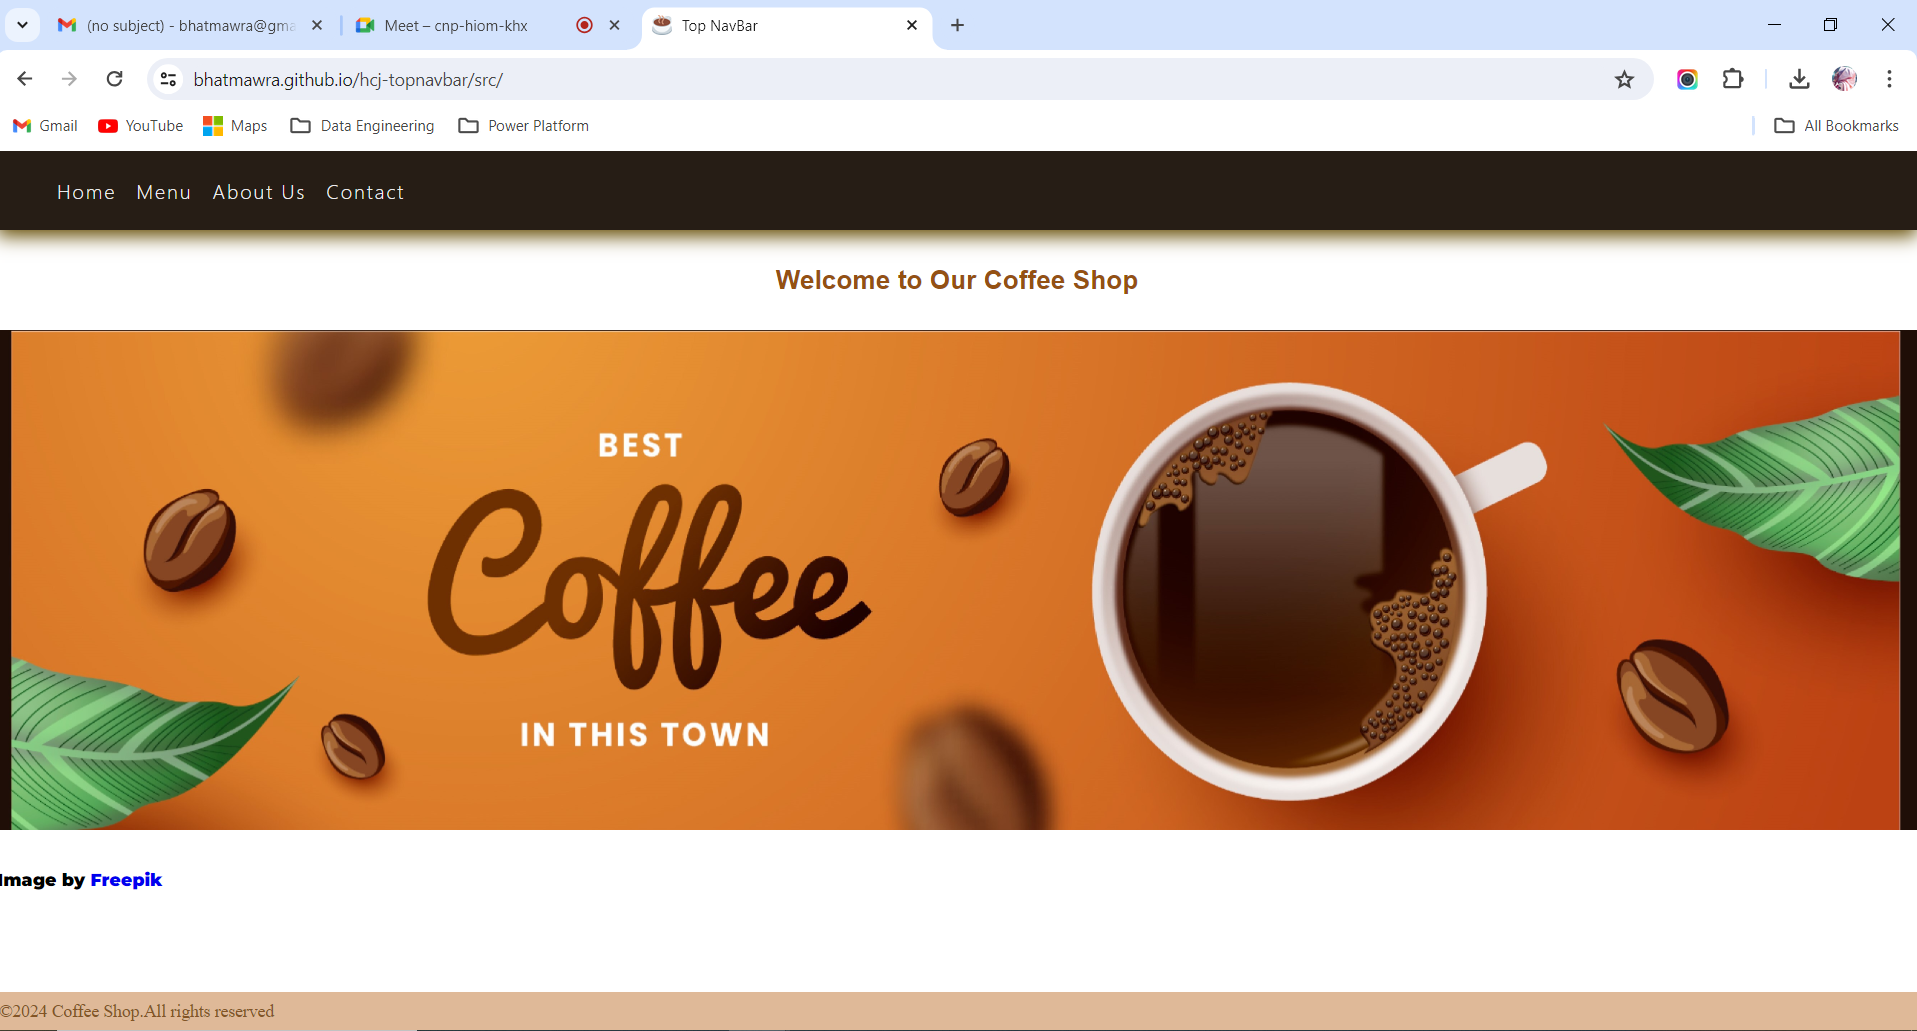 (no subject) - bhatmawra@gma
Meet – cnp-hiom-khx
Top NavBar
bhatmawra.github.io/hcj-topnavbar/src/
Gmail
YouTube
Maps
Data Engineering
Power Platform
All Bookmarks
Home Menu About Us Contact
Welcome to Our Coffee Shop
BEST
Coffee
IN THIS TOWN
Image by Freepik
©2024 Coffee Shop.All rights reserved